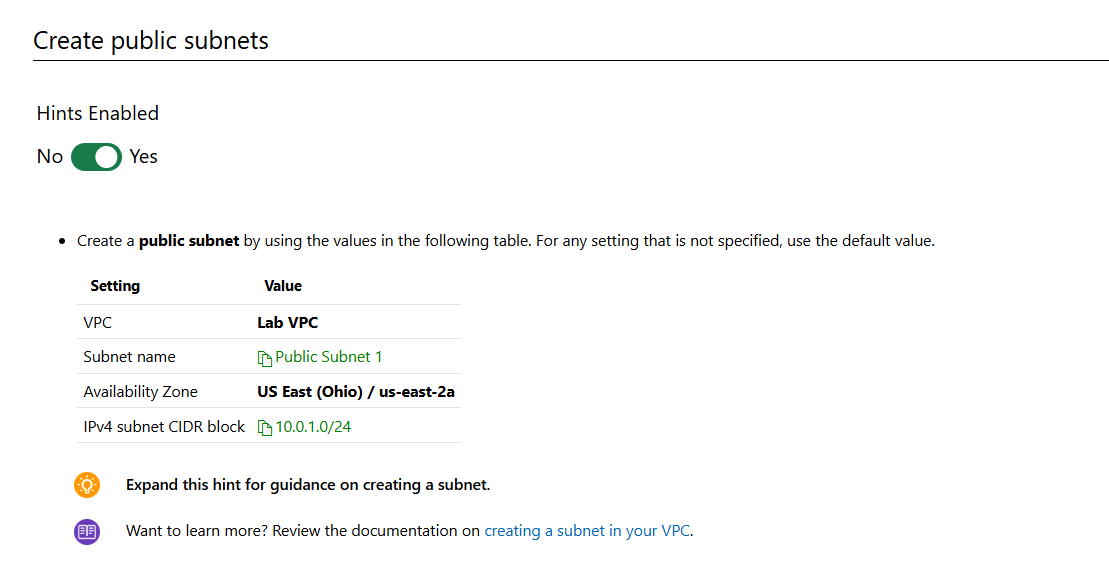 Create public subnets
Hints Enabled
No Yes
Create a public subnet by using the values in the following table. For any setting that is not specified, use the default value.
Setting Value
VPC Lab VPC
Subnet name Public Subnet 1
Availability Zone US East (Ohio) / us-east-2a
IPv4 subnet CIDR block 10.0.1.0/24
Expand this hint for guidance on creating a subnet.
Want to learn more? Review the documentation on creating a subnet in your VPC.